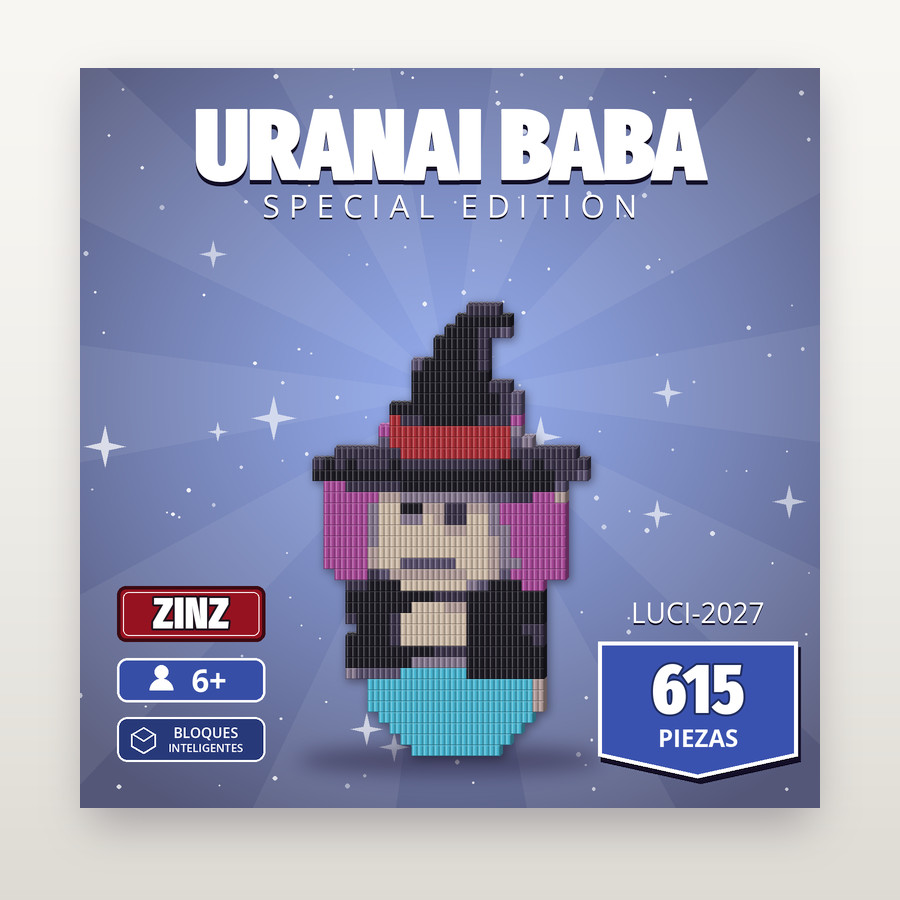 URANAI BABA
SPECIAL EDITION
ZINZ
6+
BLOQUES
INTELIGENTES
LUCI-2027
615
PIEZAS